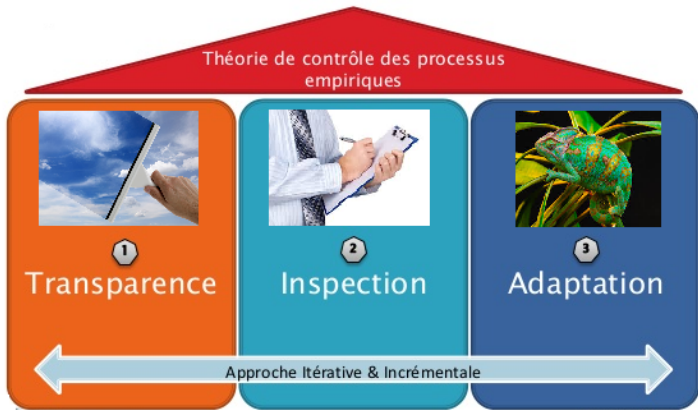 Théorie de contrôle des processus
empiriques
1
Transparence
2
Inspection
3
Adaptation
Approche Itérative & Incrémentale